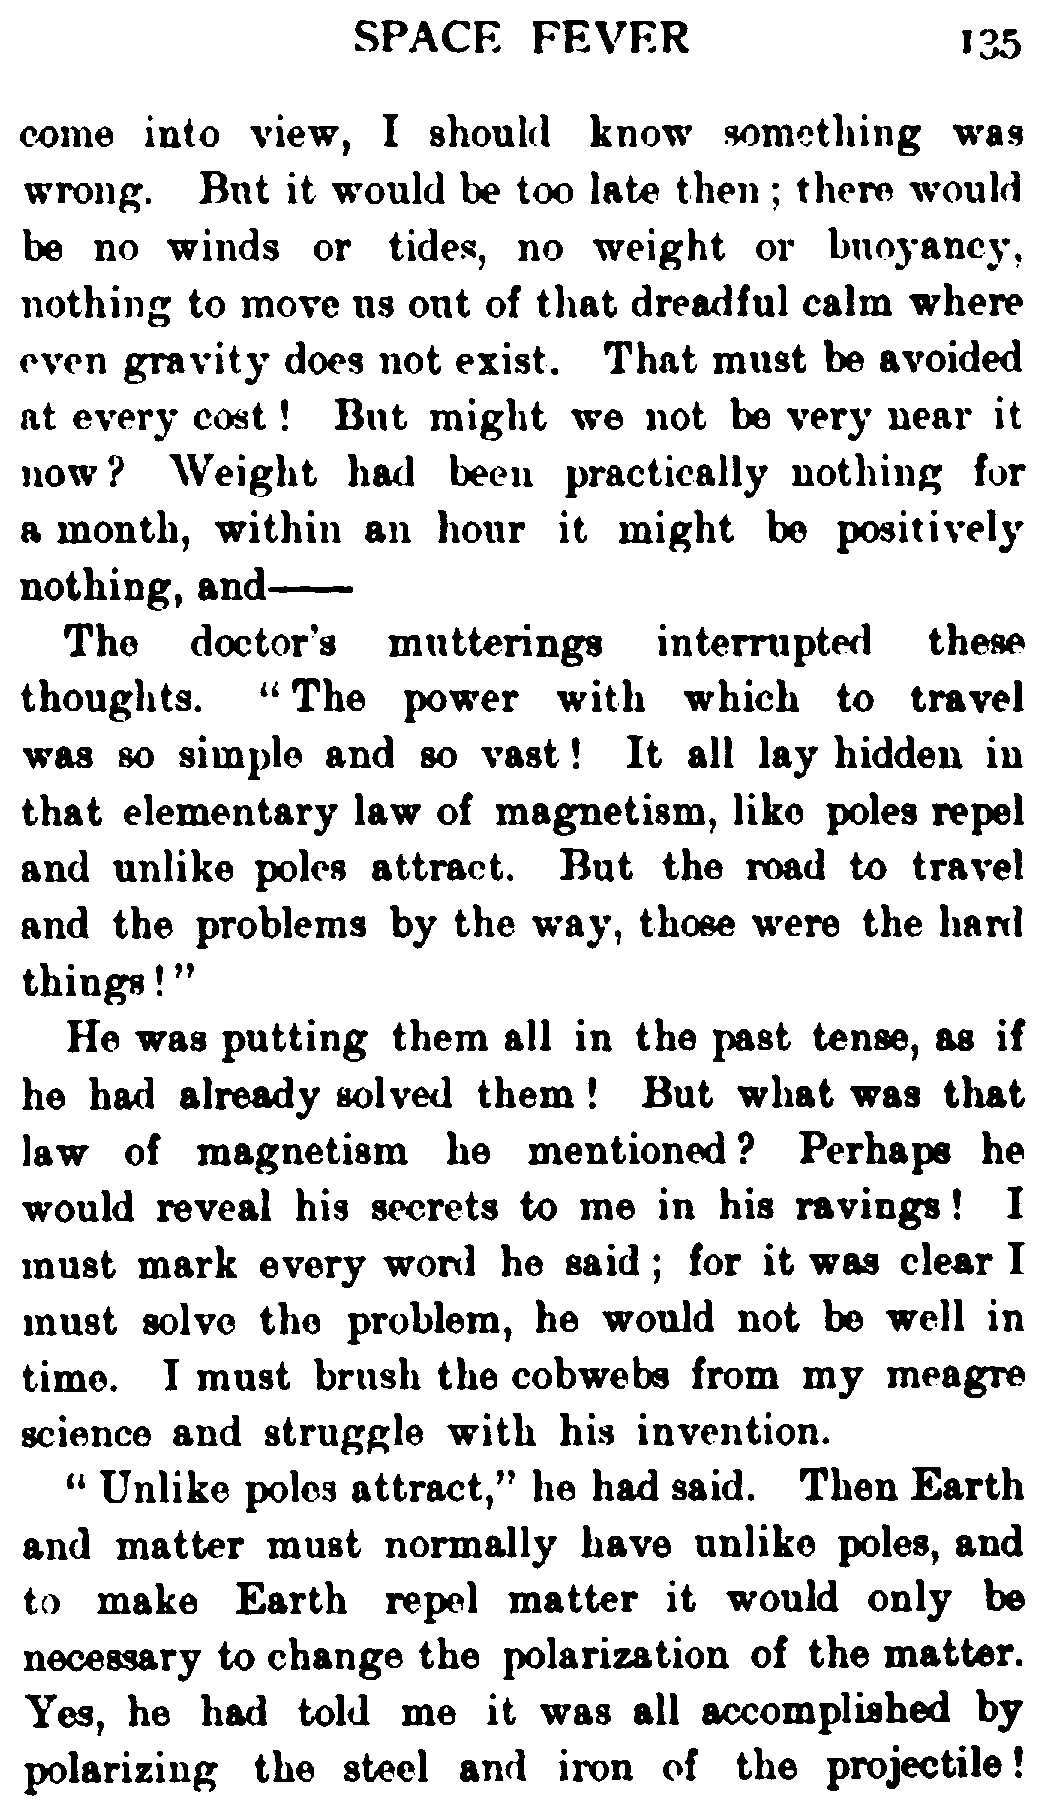 SPACE FEVER 135
come into view, I should know something was
wrong. But it would be too late then ; there would
be no winds or tides, no weight or buoyancy,
nothing to move us out of that dreadful calm where
even gravity does not exist. That must be avoided
at every cost ! But might we not be very near it
now ? Weight had been practically nothing for
a month, within an hour it might be positively
nothing, and——
The doctor's mutterings interrupted these
thoughts. “ The power with which to travel
was so simple and so vast ! It all lay hidden in
that elementary law of magnetism, like poles repel
and unlike poles attract. But the road to travel
and the problems by the way, those were the hard
things ! ”
He was putting them all in the past tense, as if
he had already solved them ! But what was that
law of magnetism he mentioned ? Perhaps he
would reveal his secrets to me in his ravings ! I
must mark every word he said ; for it was clear I
must solve the problem, he would not be well in
time. I must brush the cobwebs from my meagre
science and struggle with his invention.
“ Unlike poles attract,” he had said. Then Earth
and matter must normally have unlike poles, and
to make Earth repel matter it would only be
necessary to change the polarization of the matter.
Yes, he had told me it was all accomplished by
polarizing the steel and iron of the projectile !